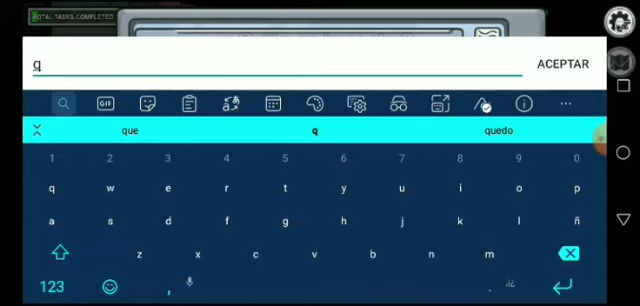 TOTAL TASKS COMPLETED
q
ACEPTAR
GIF
que q quedo
1 2 3 4 5 6 7 8 9 0
q w e r t y u i o p
a s d f g h j k l ñ
z x c v b n m
123 , .